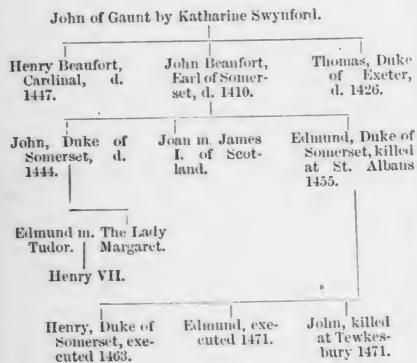 John of Gaunt by Katharine Swynford.
Henry Beaufort,
Cardinal, d.
1447.
John Beaufort,
Earl of Somer-
set, d. 1410.
Thomas, Duke
of Exeter,
d. 1426.
John, Duke of
Somerset, d.
1444.
Joan m. James
I. of Scot-
land.
Edmund, Duke of
Somerset, killed
at St. Albans
1455.
Edmund m. The Lady
Tudor. Margaret.
Henry VII.
Henry, Duke of
Somerset, exe-
cuted 1463.
Edmund, exe-
cuted 1471.
John, killed
at Tewkes-
bury 1471.